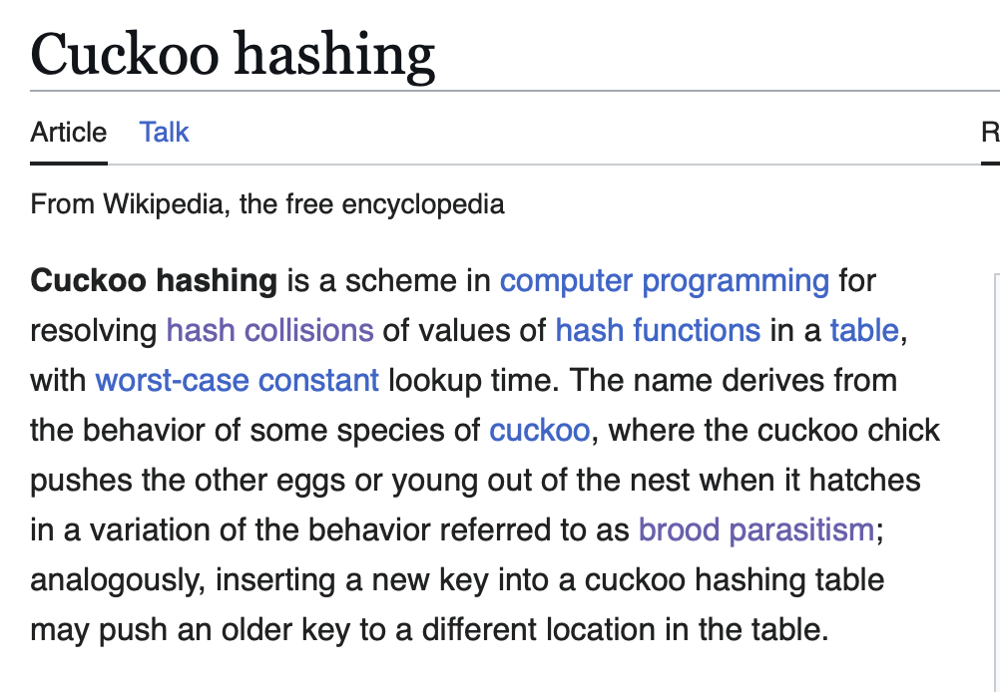 Cuckoo hashing
Article Talk R
From Wikipedia, the free encyclopedia
Cuckoo hashing is a scheme in computer programming for
resolving hash collisions of values of hash functions in a table,
with worst-case constant lookup time. The name derives from
the behavior of some species of cuckoo, where the cuckoo chick
pushes the other eggs or young out of the nest when it hatches
in a variation of the behavior referred to as brood parasitism;
analogously, inserting a new key into a cuckoo hashing table
may push an older key to a different location in the table.